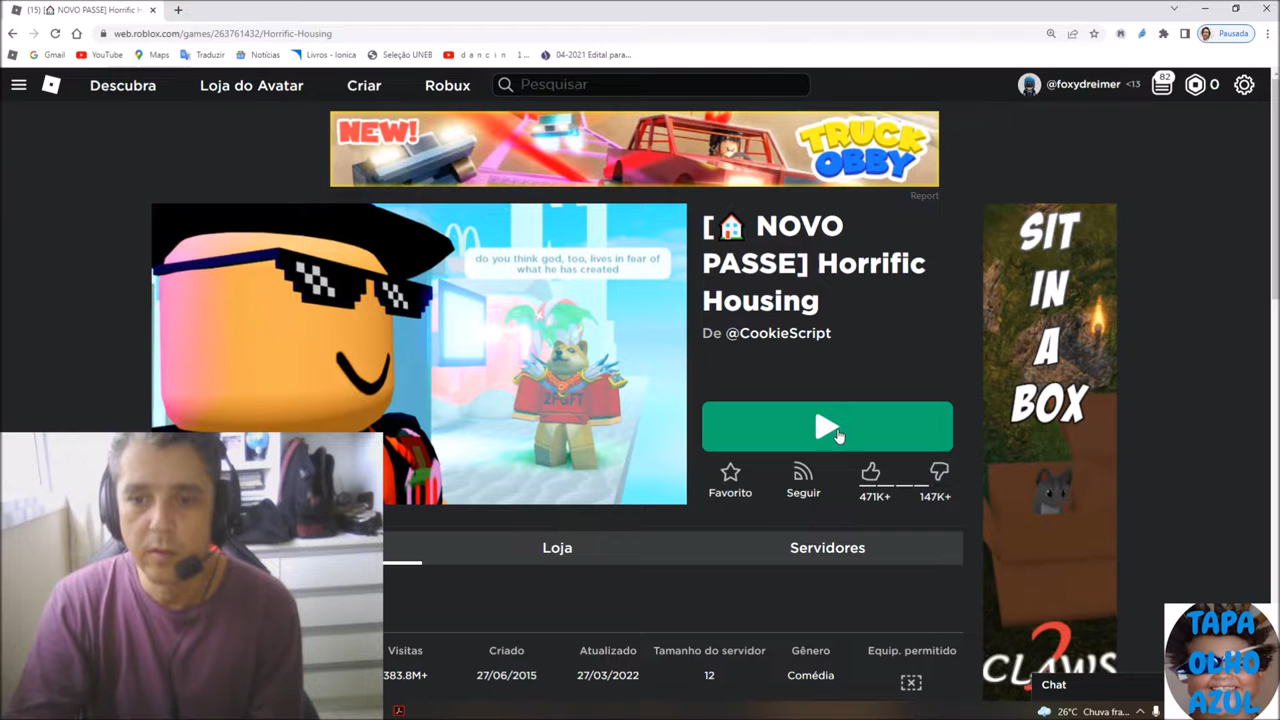 (15) [🏠 NOVO PASSE] Horrific H
web.roblox.com/games/263761432/Horrific-Housing
Pausada
Gmail YouTube Maps Traduzir Notícias Livros - Ionica Seleção UNEB d a n c i n 1... 04-2021 Edital para...
Descubra Loja do Avatar Criar Robux Pesquisar @foxydreimer <13 82 0
NEW!
TRUCK
OBBY
Report
do you think god, too, lives in fear of
what he has created
2PGFT
[🏠 NOVO
PASSE] Horrific
Housing
De @CookieScript
Favorito Seguir 471K+ 147K+
SIT
IN
A
BOX
2
CLAWS
Loja Servidores
Visitas Criado Atualizado Tamanho do servidor Gênero Equip. permitido
383.8M+ 27/06/2015 27/03/2022 12 Comédia
Chat
TAPA
OLHO
AZUL
26°C Chuva fra...